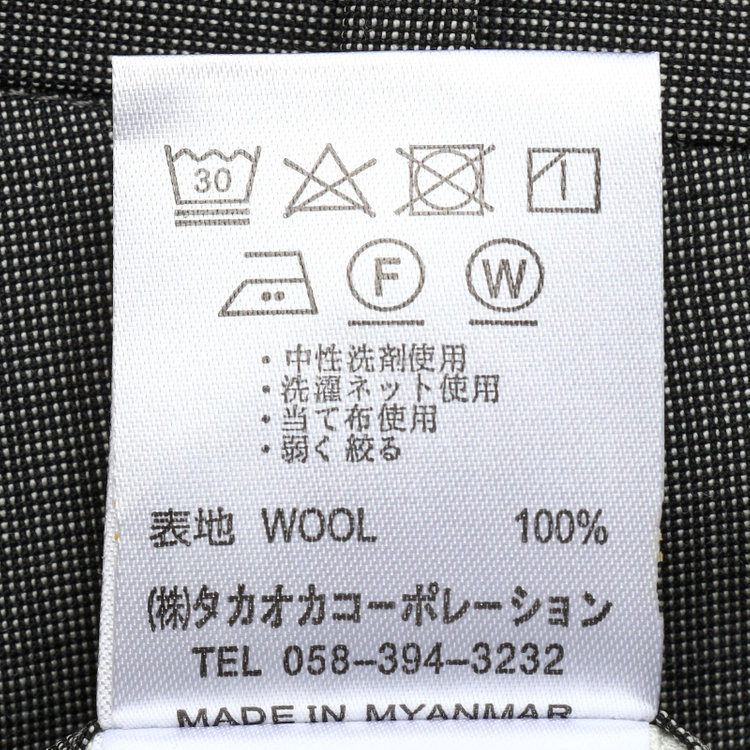 30
F W
・中性洗剤使用
・洗濯ネット使用
・当て布使用
・弱く絞る
表地 WOOL 100%
(株)タカオカコーポレーション
TEL 058-394-3232
MADE IN MYANMAR